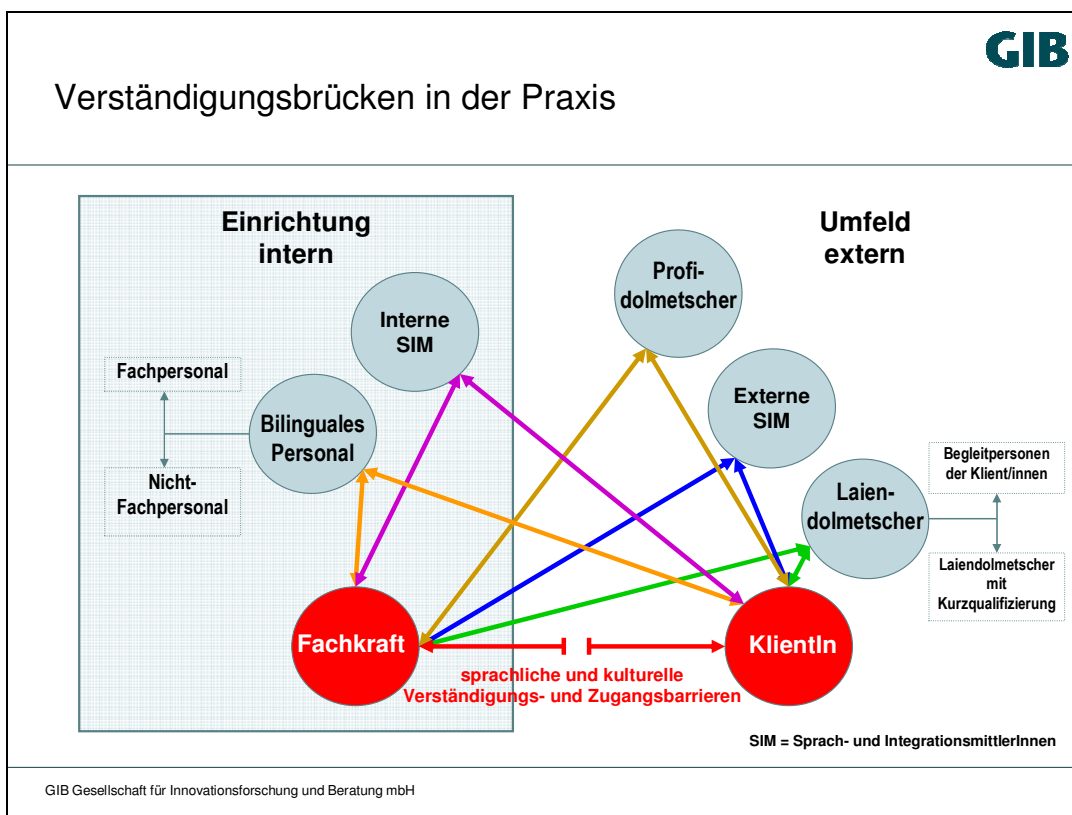 GIB
Verständigungsbrücken in der Praxis
Einrichtung
intern
Umfeld
extern
Profi-
dolmetscher
Interne
SIM
Fachpersonal
Externe
SIM
Bilinguales
Personal
Begleitpersonen
der Klient/innen
Nicht-
Fachpersonal
Laien-
dolmetscher
Laiendolmetscher
mit
Kurzqualifizierung
Fachkraft
KlientIn
sprachliche und kulturelle
Verständigungs- und Zugangsbarrieren
SIM = Sprach- und IntegrationsmittlerInnen
GIB Gesellschaft für Innovationsforschung und Beratung mbH